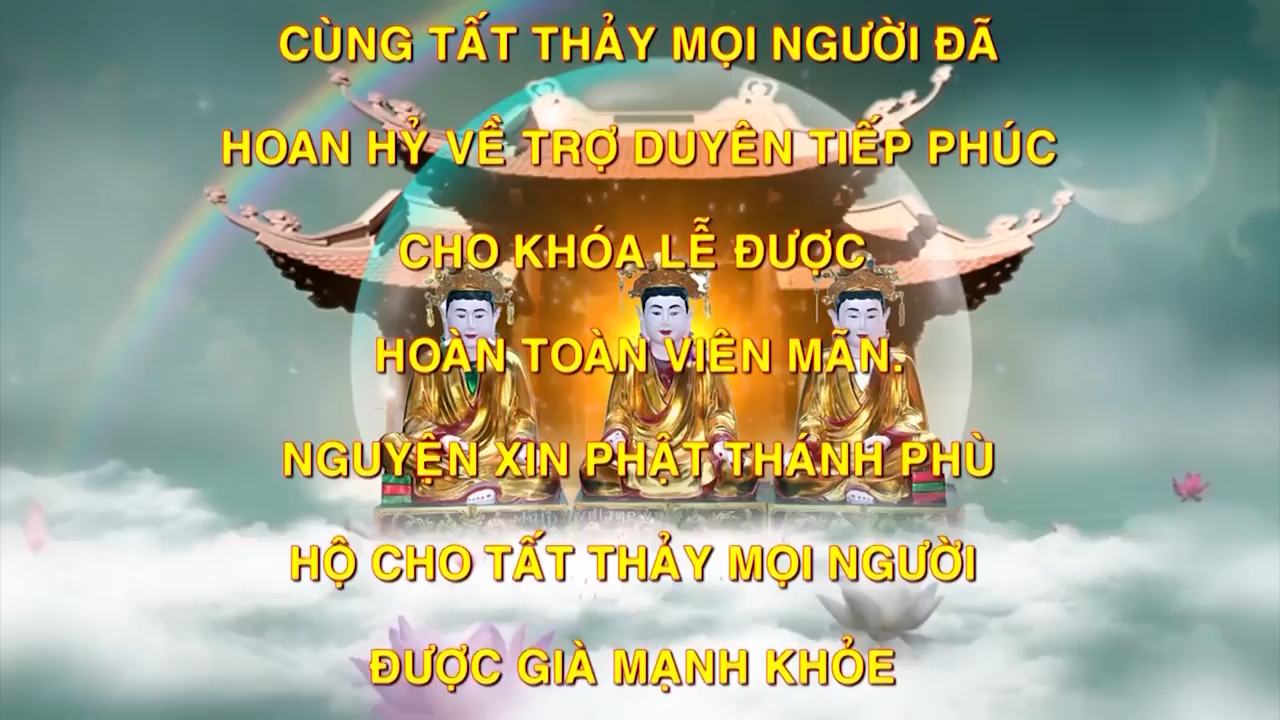 CÙNG TẤT THẢY MỌI NGƯỜI ĐÃ
HOAN HỶ VỀ TRỢ DUYÊN TIẾP PHÚC
CHO KHÓA LỄ ĐƯỢC
HOÀN TOÀN VIÊN MÃN.
NGUYỆN XIN PHẬT THÁNH PHÙ
HỘ CHO TẤT THẢY MỌI NGƯỜI
ĐƯỢC GIÀ MẠNH KHỎE